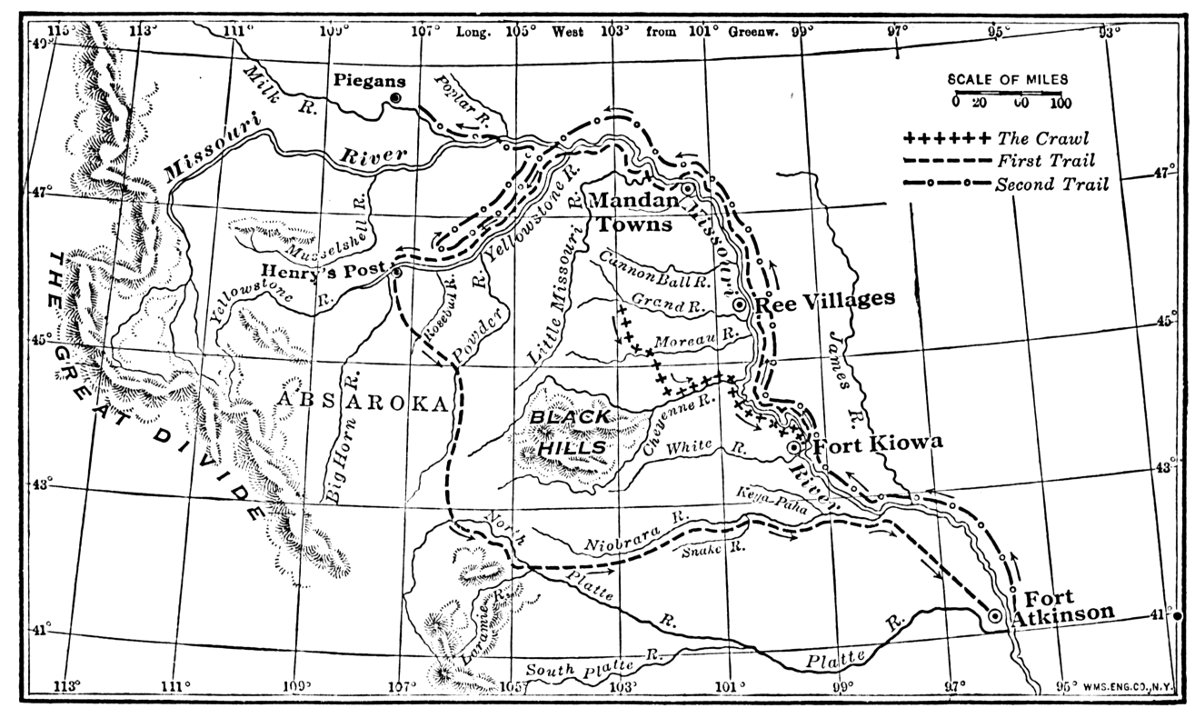 115° 113° 111° 109° 107° Long. 105° West 103° from 101° Greenw. 99° 97° 95° 93°
49°
Milk R.
Piegans
Poplar R.
SCALE OF MILES
0 20 60 100
The Crawl
First Trail
Second Trail
Missouri River
47°
47°
Mandan
Towns
Missouri
Yellowstone R.
Musselshell R.
Henry's Post
Yellowstone R.
Rosebud R.
Powder R.
Little Missouri R.
Cannon Ball R.
Grand R.
Ree Villages
Moreau R.
James R.
45°
45°
THE GREAT DIVIDE
ABSAROKA
Big Horn R.
BLACK
HILLS
Cheyenne R.
White R.
Fort Kiowa
River
43°
43°
Keya Paha
Niobrara R.
Snake R.
North Platte R.
Laramie R.
South Platte R.
Platte R.
Fort
Atkinson
41°
41°
113° 111° 109° 107° 105° 103° 101° 99° 97° 95° WMS.ENG.CO.,N.Y.